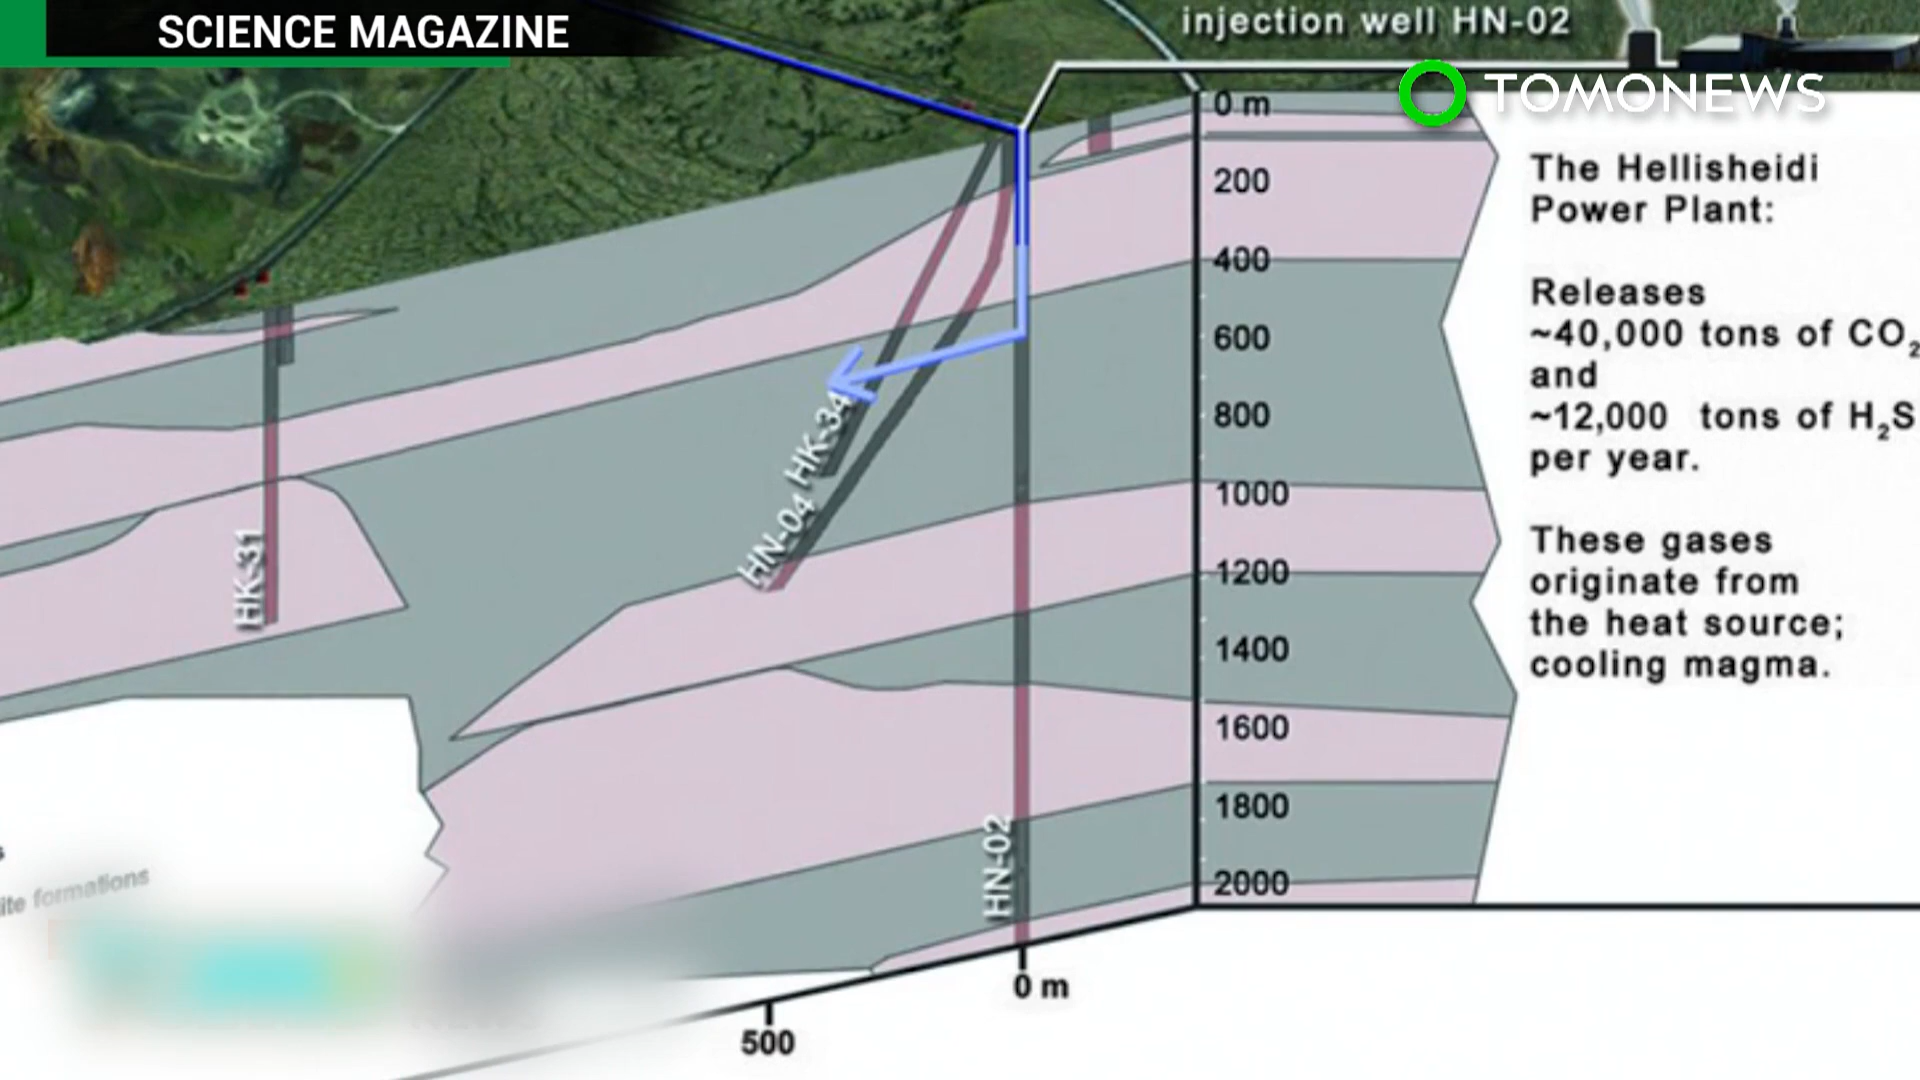 SCIENCE MAGAZINE
injection well HN-02
TOMONEWS
0 m
200
400
600
800
1000
1200
1400
1600
1800
2000
The Hellisheidi
Power Plant:
Releases
~40,000 tons of CO₂
and
~12,000 tons of H₂S
per year.
These gases
originate from
the heat source;
cooling magma.
HK-31
HK-34
HN-04
HN-02
formations
0 m
500